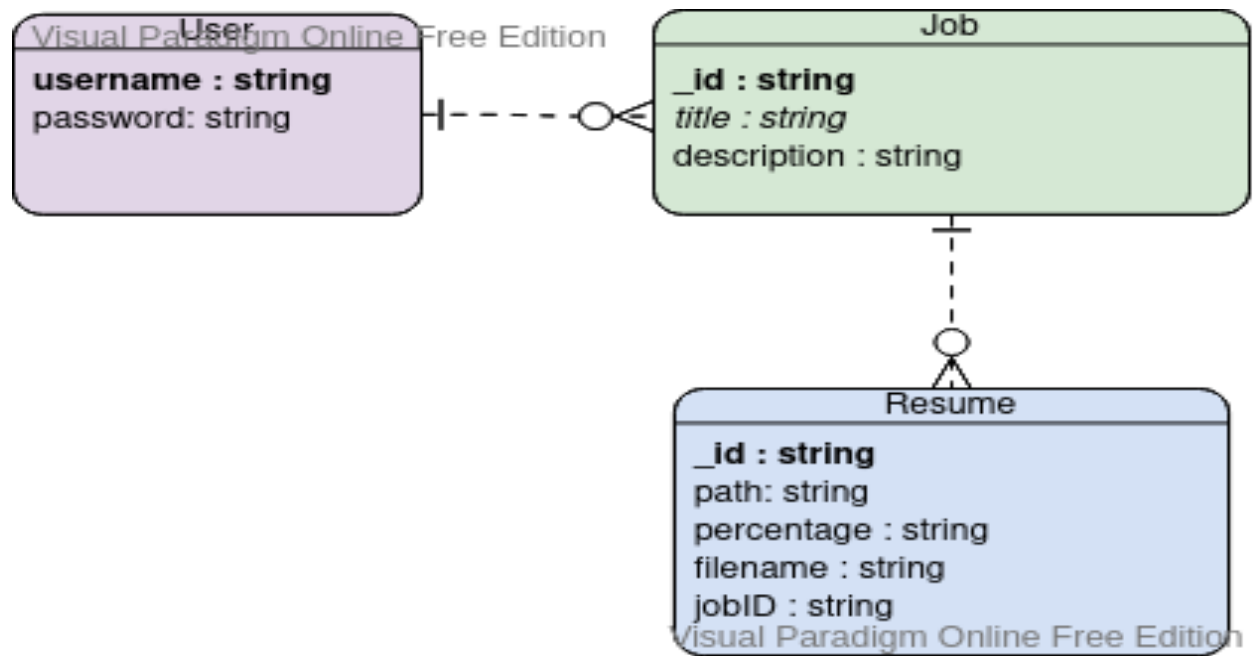 User
Visual Paradigm Online Free Edition
username : string
password: string
Job
_id : string
title : string
description : string
Resume
_id : string
path: string
percentage : string
filename : string
jobID : string
Visual Paradigm Online Free Edition